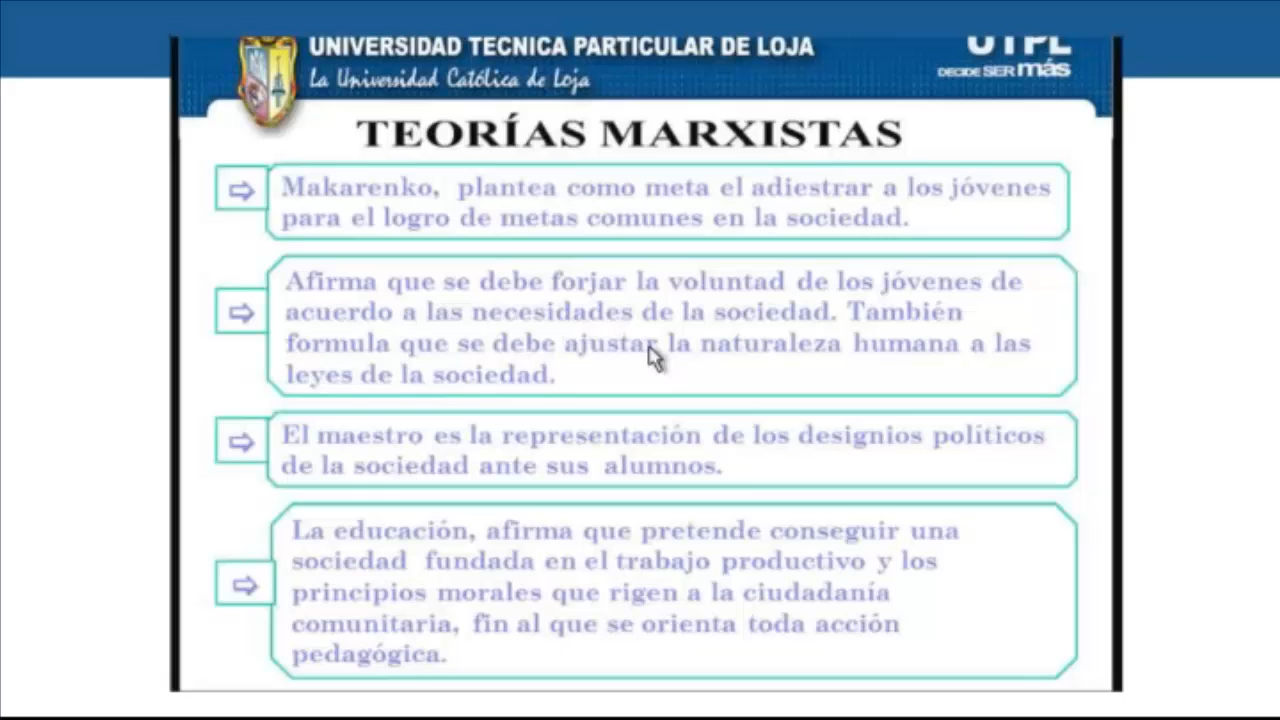 UNIVERSIDAD TECNICA PARTICULAR DE LOJA
La Universidad Católica de Loja
UTPL
DECIDE SER más
TEORÍAS MARXISTAS
Makarenko, plantea como meta el adiestrar a los jóvenes
para el logro de metas comunes en la sociedad.
Afirma que se debe forjar la voluntad de los jóvenes de
acuerdo a las necesidades de la sociedad. También
formula que se debe ajustar la naturaleza humana a las
leyes de la sociedad.
El maestro es la representación de los designios políticos
de la sociedad ante sus alumnos.
La educación, afirma que pretende conseguir una
sociedad fundada en el trabajo productivo y los
principios morales que rigen a la ciudadanía
comunitaria, fin al que se orienta toda acción
pedagógica.